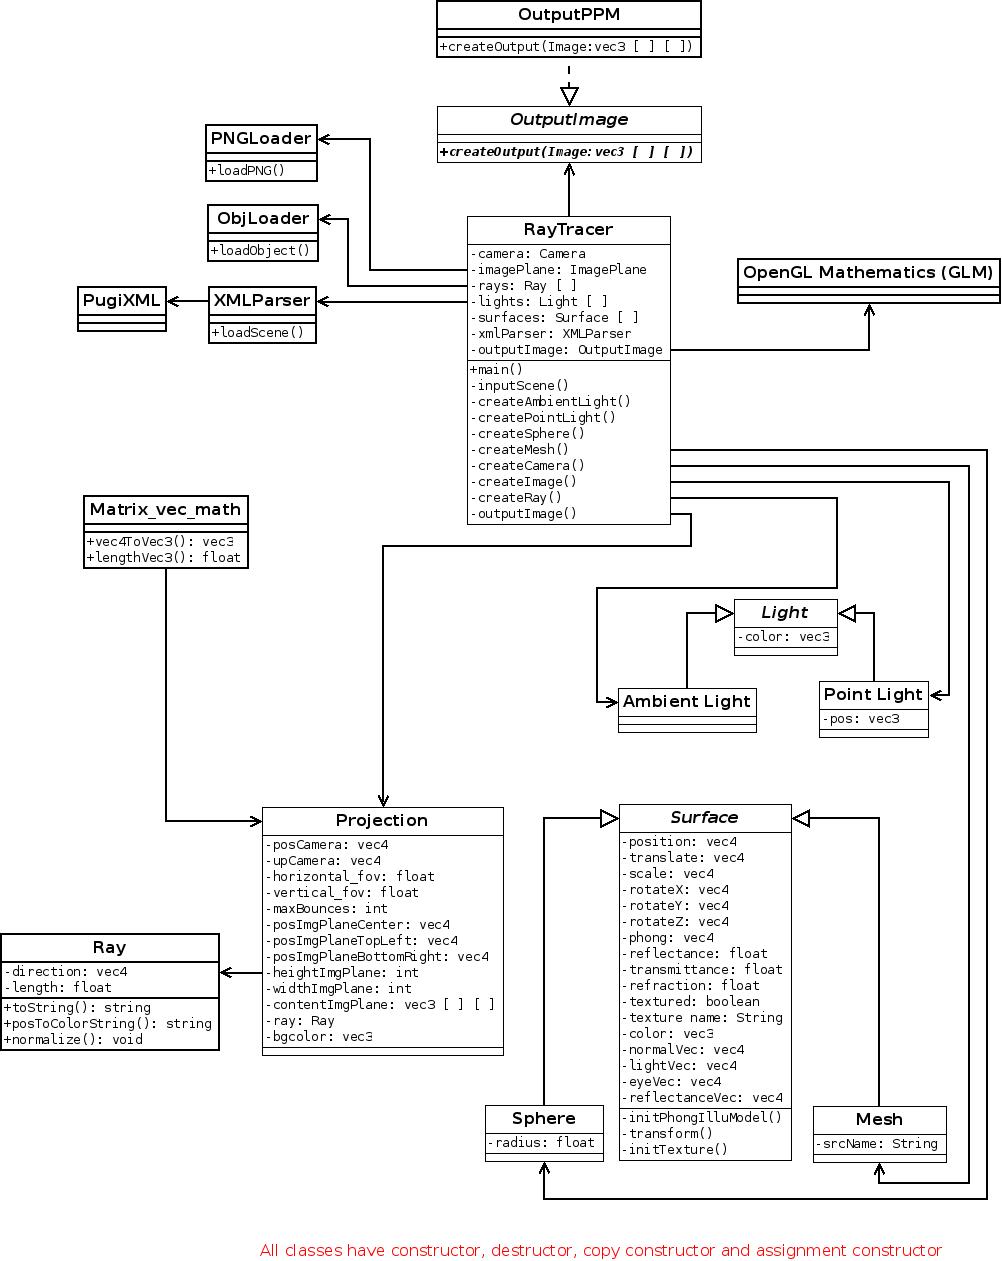 OutputPPM
+createOutput(Image:vec3 [ ] [ ])
OutputImage
+createOutput(Image:vec3 [ ] [ ])
PNGLoader
+loadPNG()
ObjLoader
+loadObject()
PugiXML
XMLParser
+loadScene()
RayTracer
-camera: Camera
-imagePlane: ImagePlane
-rays: Ray [ ]
-lights: Light [ ]
-surfaces: Surface [ ]
-xmlParser: XMLParser
-outputImage: OutputImage
+main()
-inputScene()
-createAmbientLight()
-createPointLight()
-createSphere()
-createMesh()
-createCamera()
-createImage()
-createRay()
-outputImage()
OpenGL Mathematics (GLM)
Matrix_vec_math
+vec4ToVec3(): vec3
+lengthVec3(): float
Light
-color: vec3
Ambient Light
Point Light
-pos: vec3
Projection
-posCamera: vec4
-upCamera: vec4
-horizontal_fov: float
-vertical_fov: float
-maxBounces: int
-posImgPlaneCenter: vec4
-posImgPlaneTopLeft: vec4
-posImgPlaneBottomRight: vec4
-heightImgPlane: int
-widthImgPlane: int
-contentImgPlane: vec3 [ ] [ ]
-ray: Ray
-bgcolor: vec3
Ray
-direction: vec4
-length: float
+toString(): string
+posToColorString(): string
+normalize(): void
Surface
-position: vec4
-translate: vec4
-scale: vec4
-rotateX: vec4
-rotateY: vec4
-rotateZ: vec4
-phong: vec4
-reflectance: float
-transmittance: float
-refraction: float
-textured: boolean
-texture name: String
-color: vec3
-normalVec: vec4
-lightVec: vec4
-eyeVec: vec4
-reflectanceVec: vec4
-initPhongIlluModel()
-transform()
-initTexture()
Sphere
-radius: float
Mesh
-srcName: String
All classes have constructor, destructor, copy constructor and assignment constructor